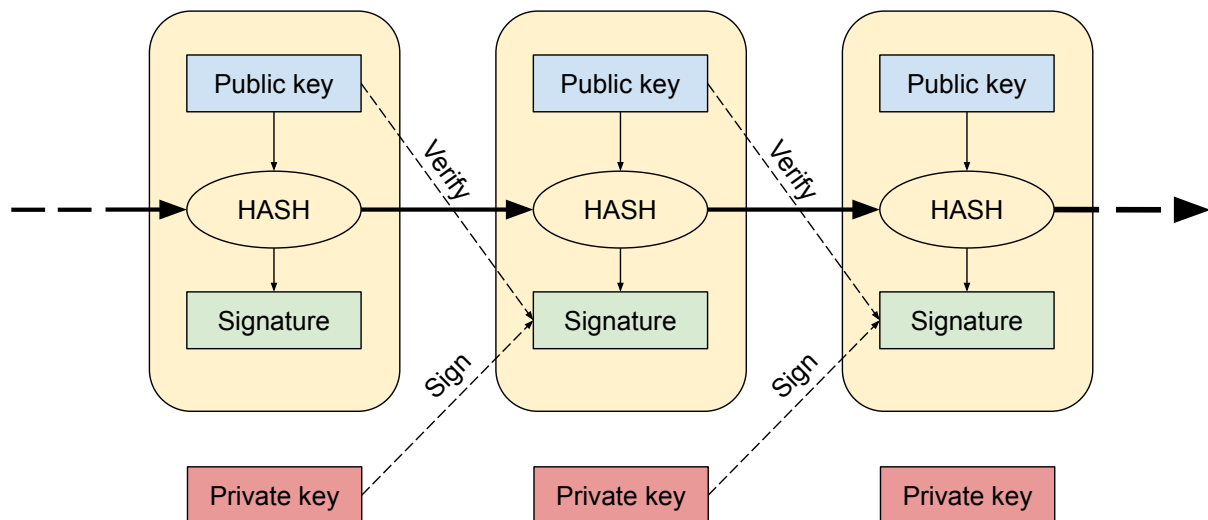 Public key
Public key
Public key
Verify
Verify
HASH
HASH
HASH
Signature
Signature
Signature
Sign
Sign
Private key
Private key
Private key